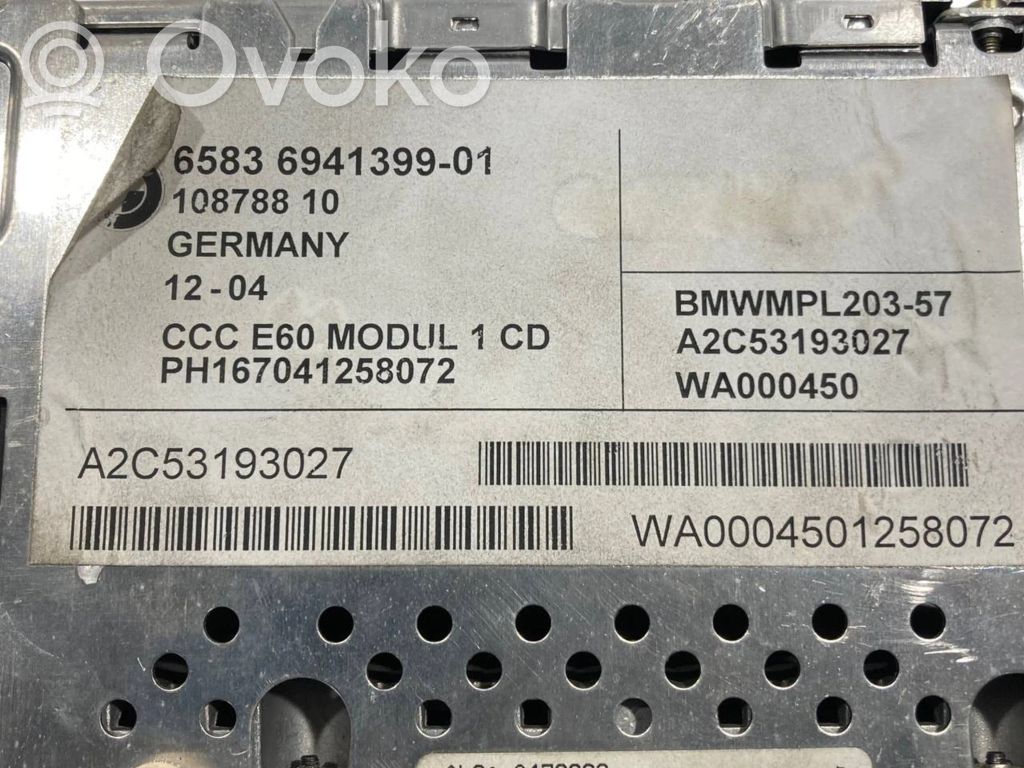 Ovoko
6583 6941399-01
108788 10
GERMANY
12-04
CCC E60 MODUL 1 CD
PH167041258072
BMWMPL203-57
A2C53193027
WA000450
A2C53193027
WA0004501258072